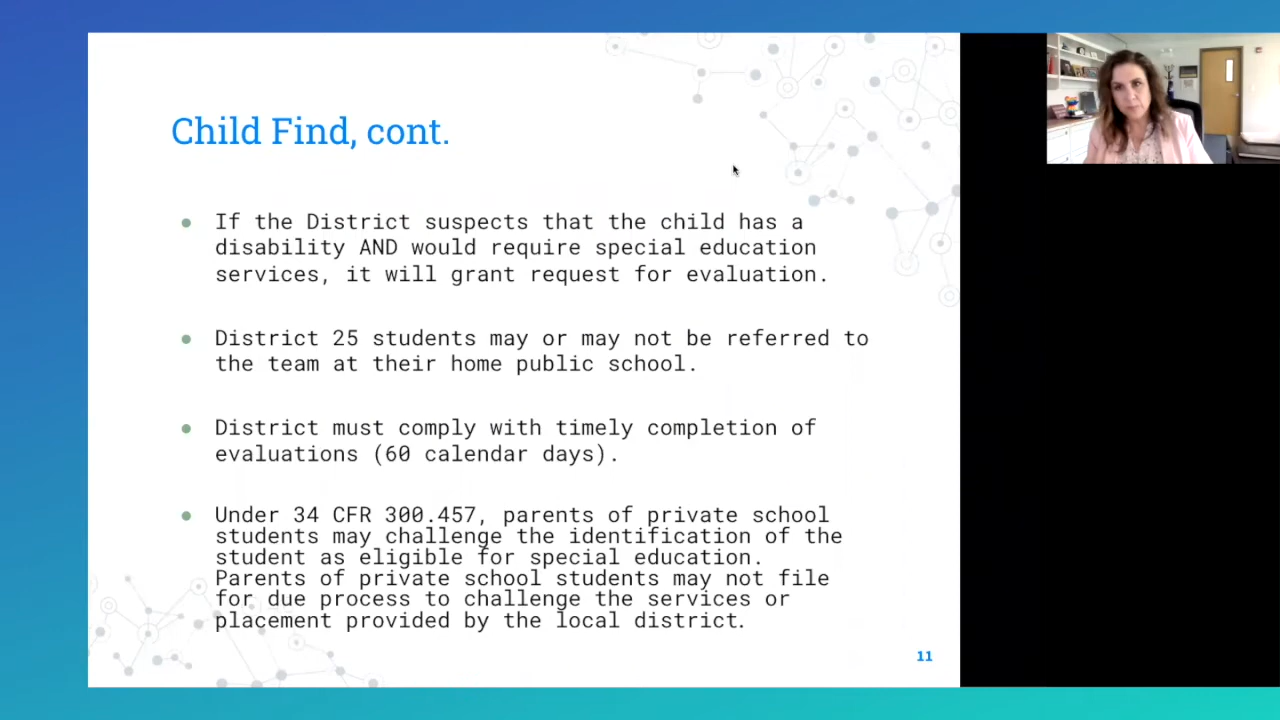 Child Find, cont.
If the District suspects that the child has a
disability AND would require special education
services, it will grant request for evaluation.
District 25 students may or may not be referred to
the team at their home public school.
District must comply with timely completion of
evaluations (60 calendar days).
Under 34 CFR 300.457, parents of private school
students may challenge the identification of the
student as eligible for special education.
Parents of private school students may not file
for due process to challenge the services or
placement provided by the local district.
11